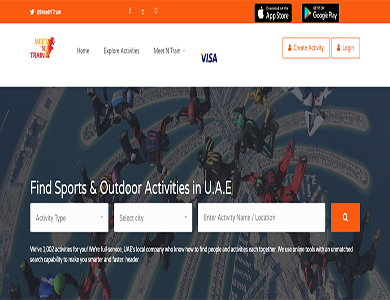 @MeetNTrain
Download on the
App Store
GET IT ON
Google Play
MEET
'N'
TRAIN
Home
Explore Activities
Meet N Train
VISA
Create Activity
Login
Find Sports & Outdoor Activities in U.A.E
Activity Type
Select city
Enter Activity Name / Location
We've 1,002 activities for you! We're full-service, UAE's local company who know how to find people and activities each together. We use online tools with an unmatched
search capability to make you smarter and faster. header